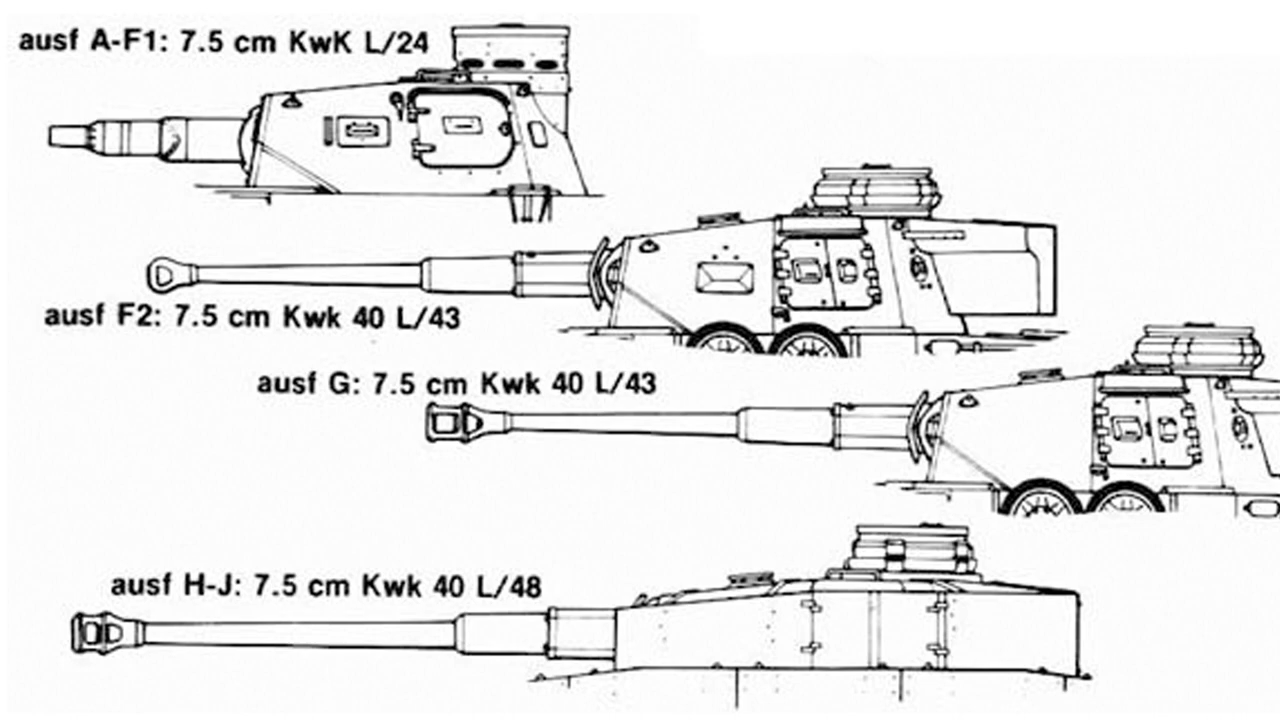 ausf A-F1: 7.5 cm KwK L/24
ausf F2: 7.5 cm Kwk 40 L/43
ausf G: 7.5 cm Kwk 40 L/43
ausf H-J: 7.5 cm Kwk 40 L/48